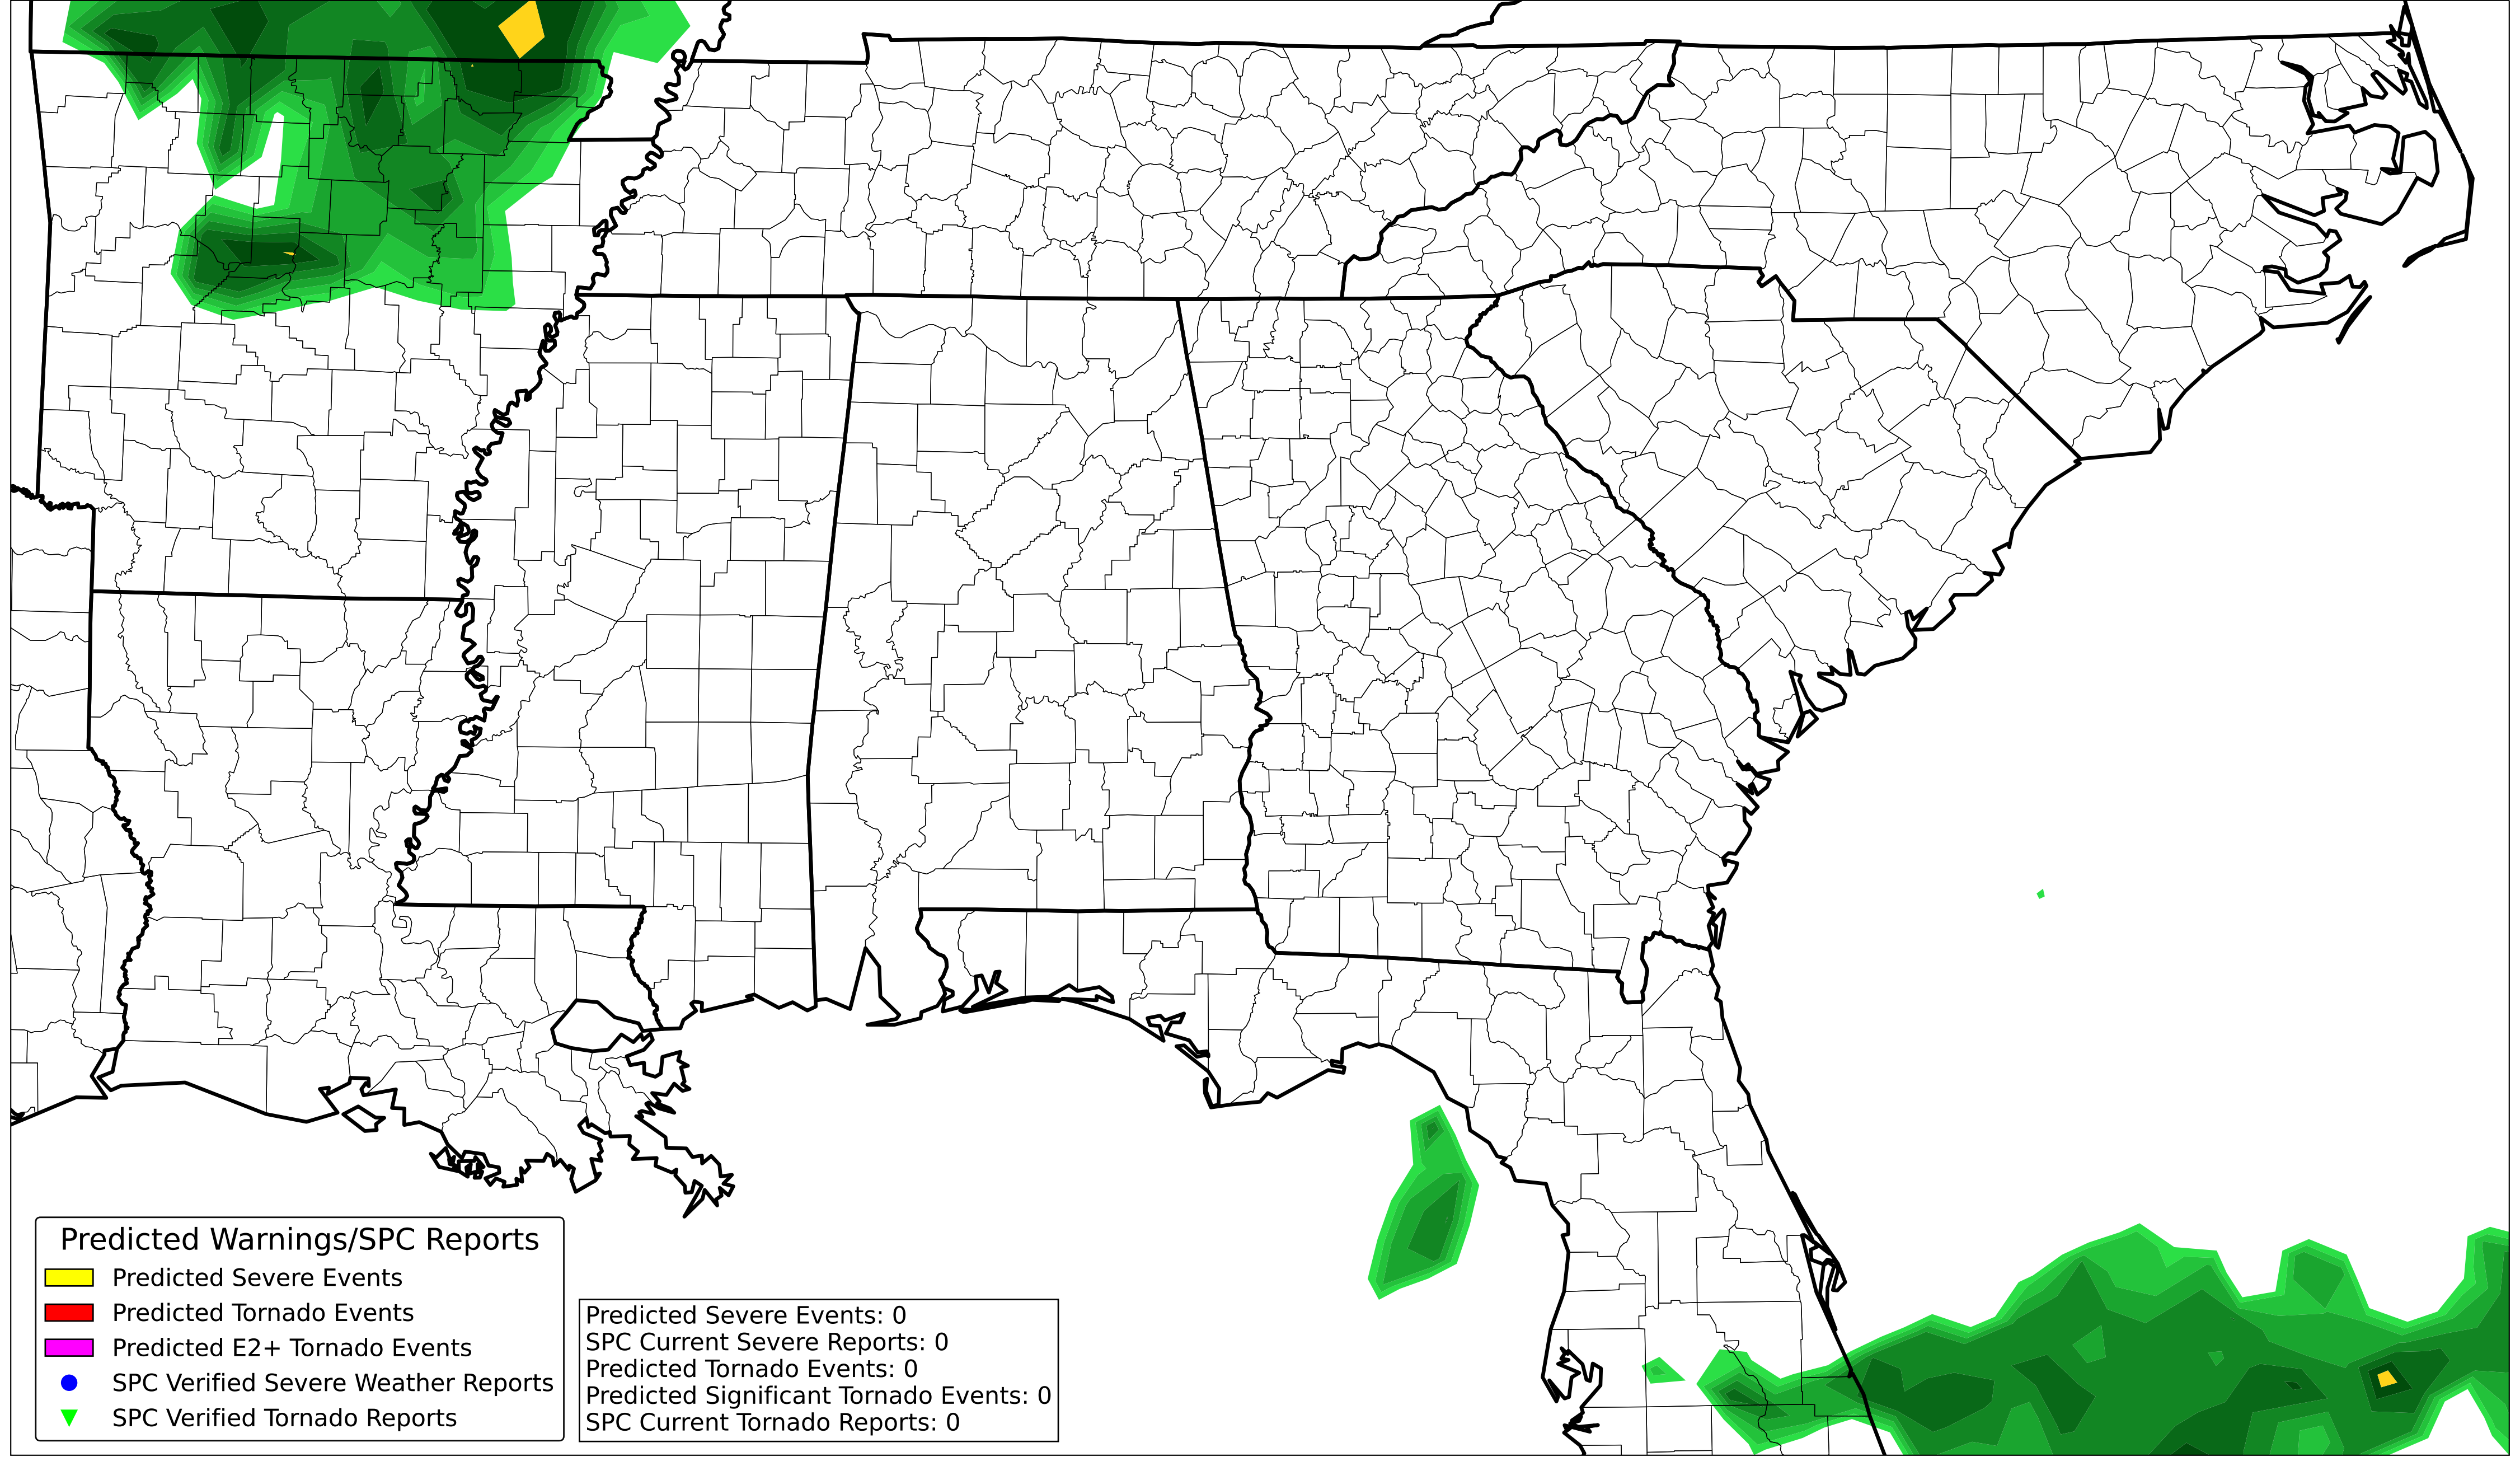 Predicted Warnings/SPC Reports
Predicted Severe Events
Predicted Tornado Events
Predicted E2+ Tornado Events
SPC Verified Severe Weather Reports
SPC Verified Tornado Reports
Predicted Severe Events: 0
SPC Current Severe Reports: 0
Predicted Tornado Events: 0
Predicted Significant Tornado Events: 0
SPC Current Tornado Reports: 0